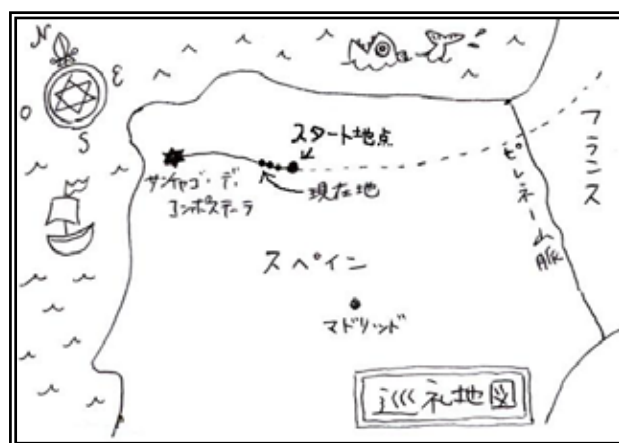 N
E
O
S
スタート地点
現在地
サンチャゴ・デ・
コンポステーラ
フランス
ピレネー山脈
スペイン
マドリッド
巡礼地図